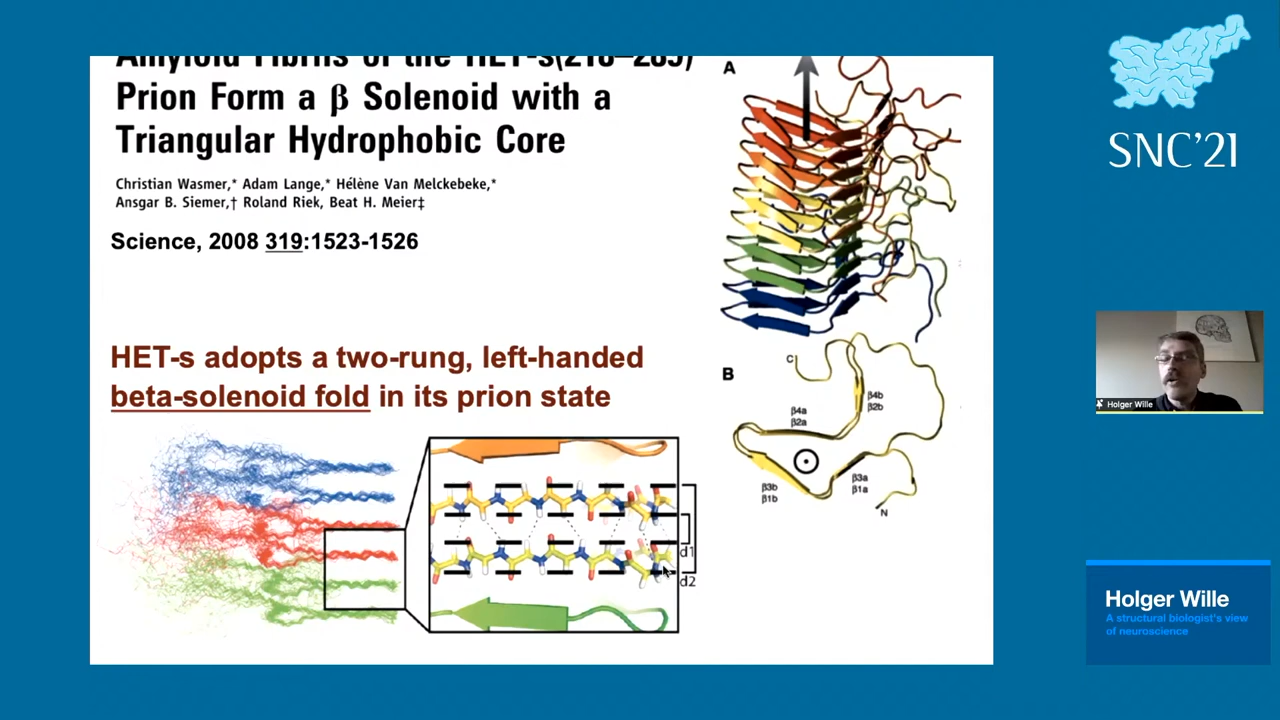 Amyloid Fibrils of the HET-s(218–289)
Prion Form a β Solenoid with a
Triangular Hydrophobic Core
Christian Wasmer,* Adam Lange,* Hélène Van Melckebeke,*
Ansgar B. Siemer,† Roland Riek, Beat H. Meier‡
Science, 2008 319:1523-1526
HET-s adopts a two-rung, left-handed
beta-solenoid fold in its prion state
d1
d2
A
B
C
β4b
β2b
β4a
β2a
β3b
β1b
β3a
β1a
N
SNC'21
Holger Wille
Holger Wille
A structural biologist's view
of neuroscience